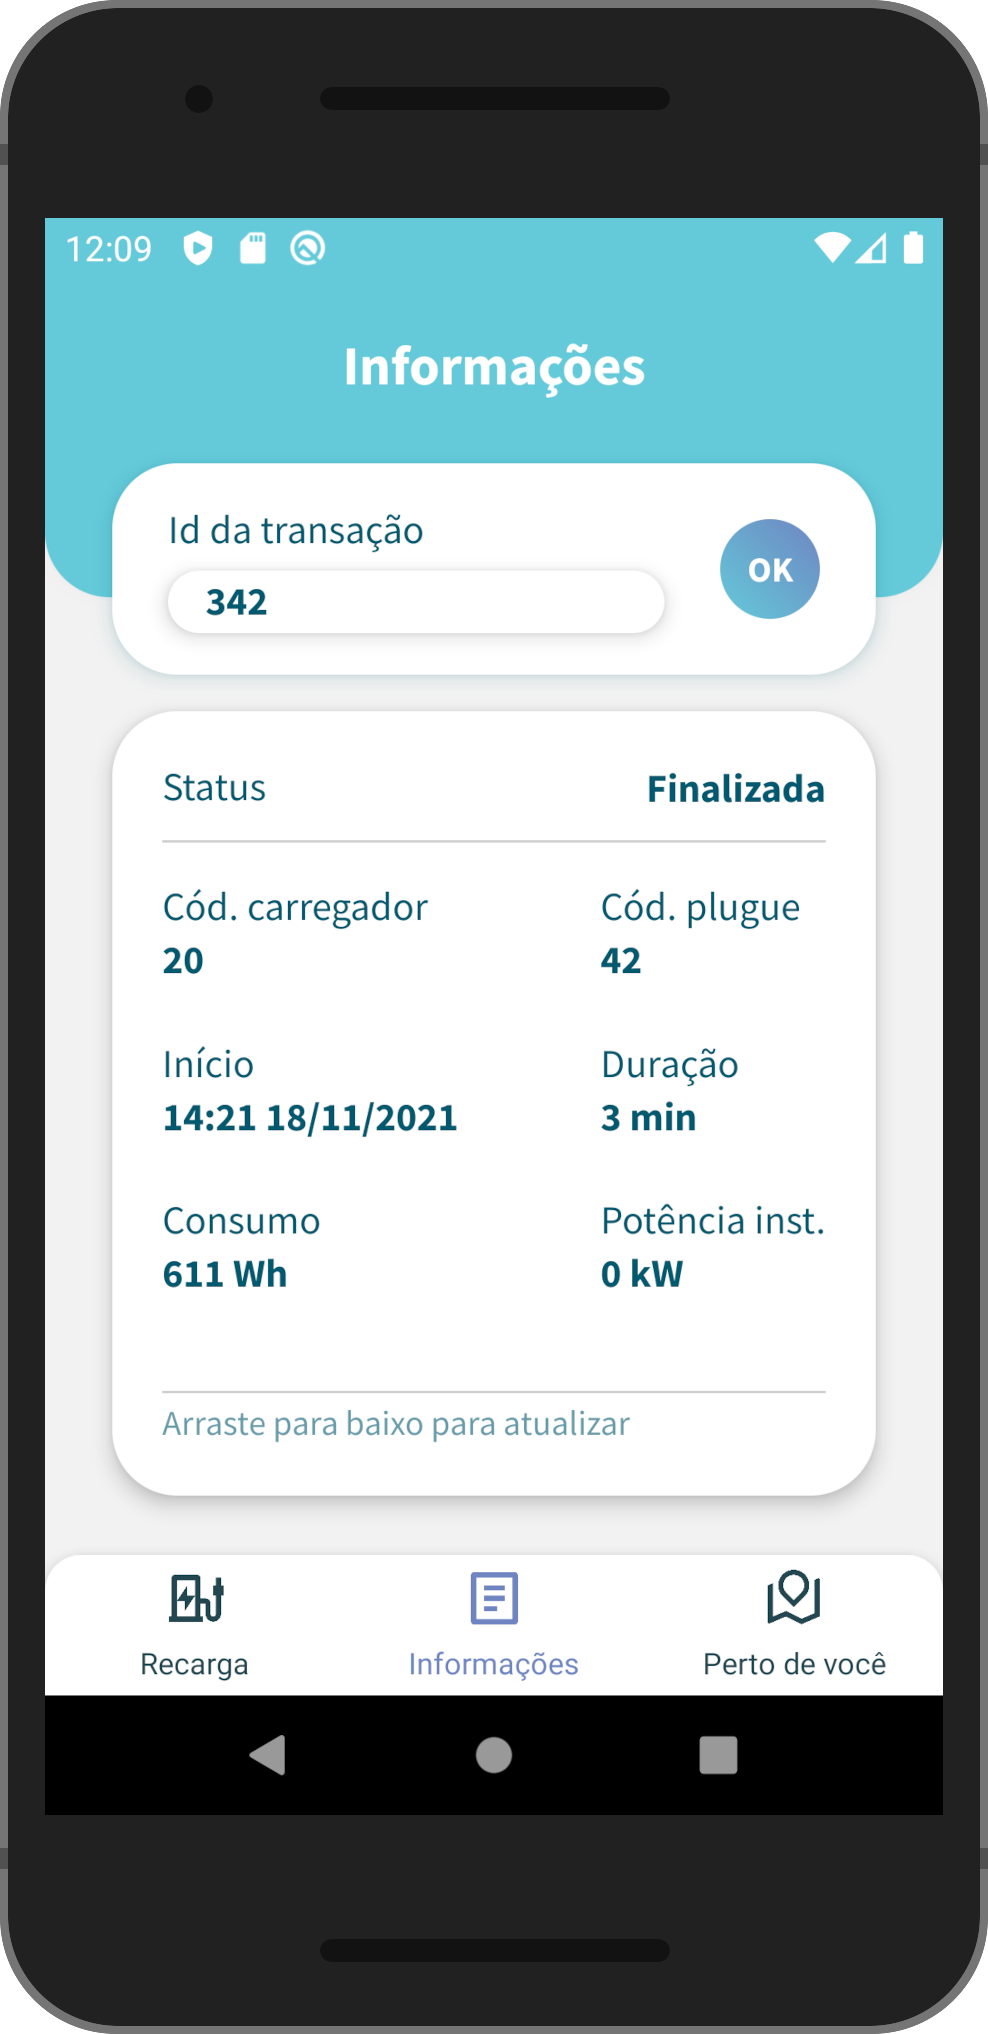 12:09
Informações
Id da transação
342
OK
Status
Finalizada
Cód. carregador
Cód. plugue
20
42
Início
Duração
14:21 18/11/2021
3 min
Consumo
Potência inst.
611 Wh
0 kW
Arraste para baixo para atualizar
Recarga
Informações
Perto de você